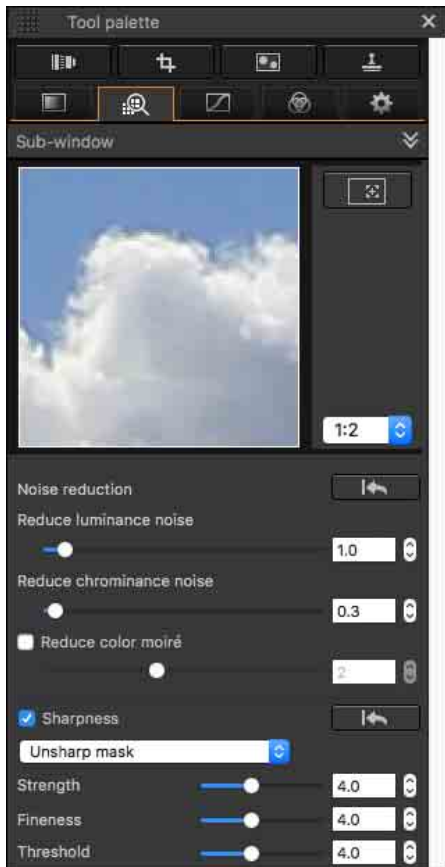 Tool palette
Sub-window
1:2
Noise reduction
Reduce luminance noise
1.0
Reduce chrominance noise
0.3
Reduce color moiré
2
Sharpness
Unsharp mask
Strength 4.0
Fineness 4.0
Threshold 4.0